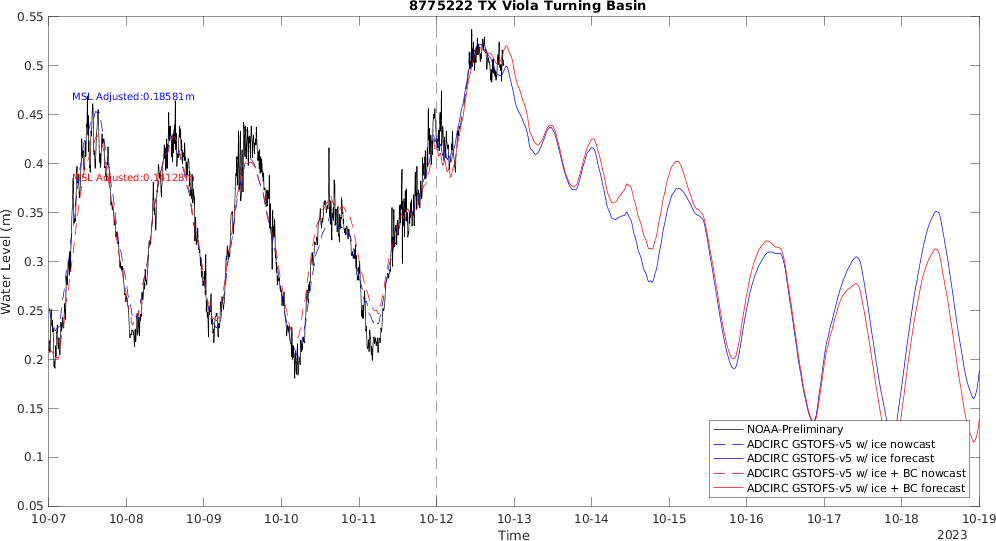 8775222 TX Viola Turning Basin
0.55
0.5
0.45
0.4
0.35
0.3
0.25
0.2
0.15
0.1
0.05
Water Level (m)
MSL Adjusted:0.18581m
MSL Adjusted:0.18128m
NOAA-Preliminary
ADCIRC GSTOFS-v5 w/ ice nowcast
ADCIRC GSTOFS-v5 w/ ice forecast
ADCIRC GSTOFS-v5 w/ ice + BC nowcast
ADCIRC GSTOFS-v5 w/ ice + BC forecast
10-07 10-08 10-09 10-10 10-11 10-12 10-13 10-14 10-15 10-16 10-17 10-18 10-19
Time
2023